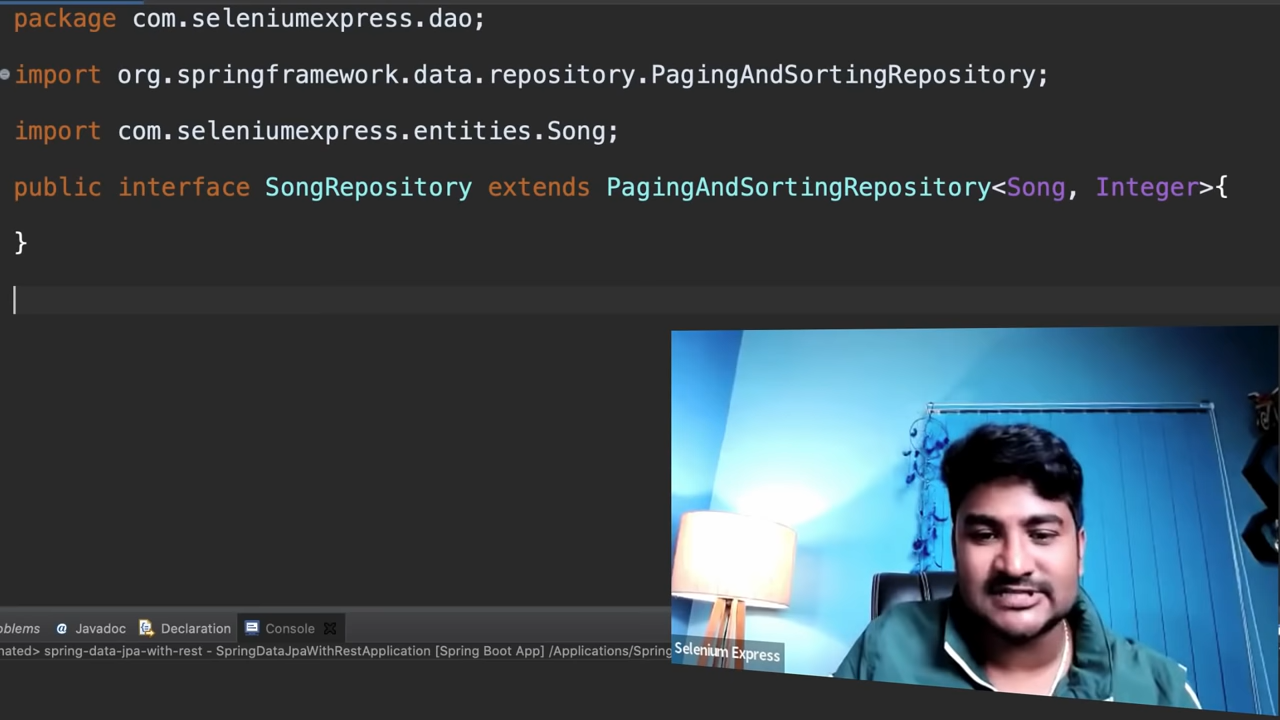 package com.seleniumexpress.dao;
import org.springframework.data.repository.PagingAndSortingRepository;
import com.seleniumexpress.entities.Song;
public interface SongRepository extends PagingAndSortingRepository<Song, Integer>{
}
oblems @ Javadoc Declaration Console
nated> spring-data-jpa-with-rest - SpringDataJpaWithRestApplication [Spring Boot App] /Applications/Spring
Selenium Express